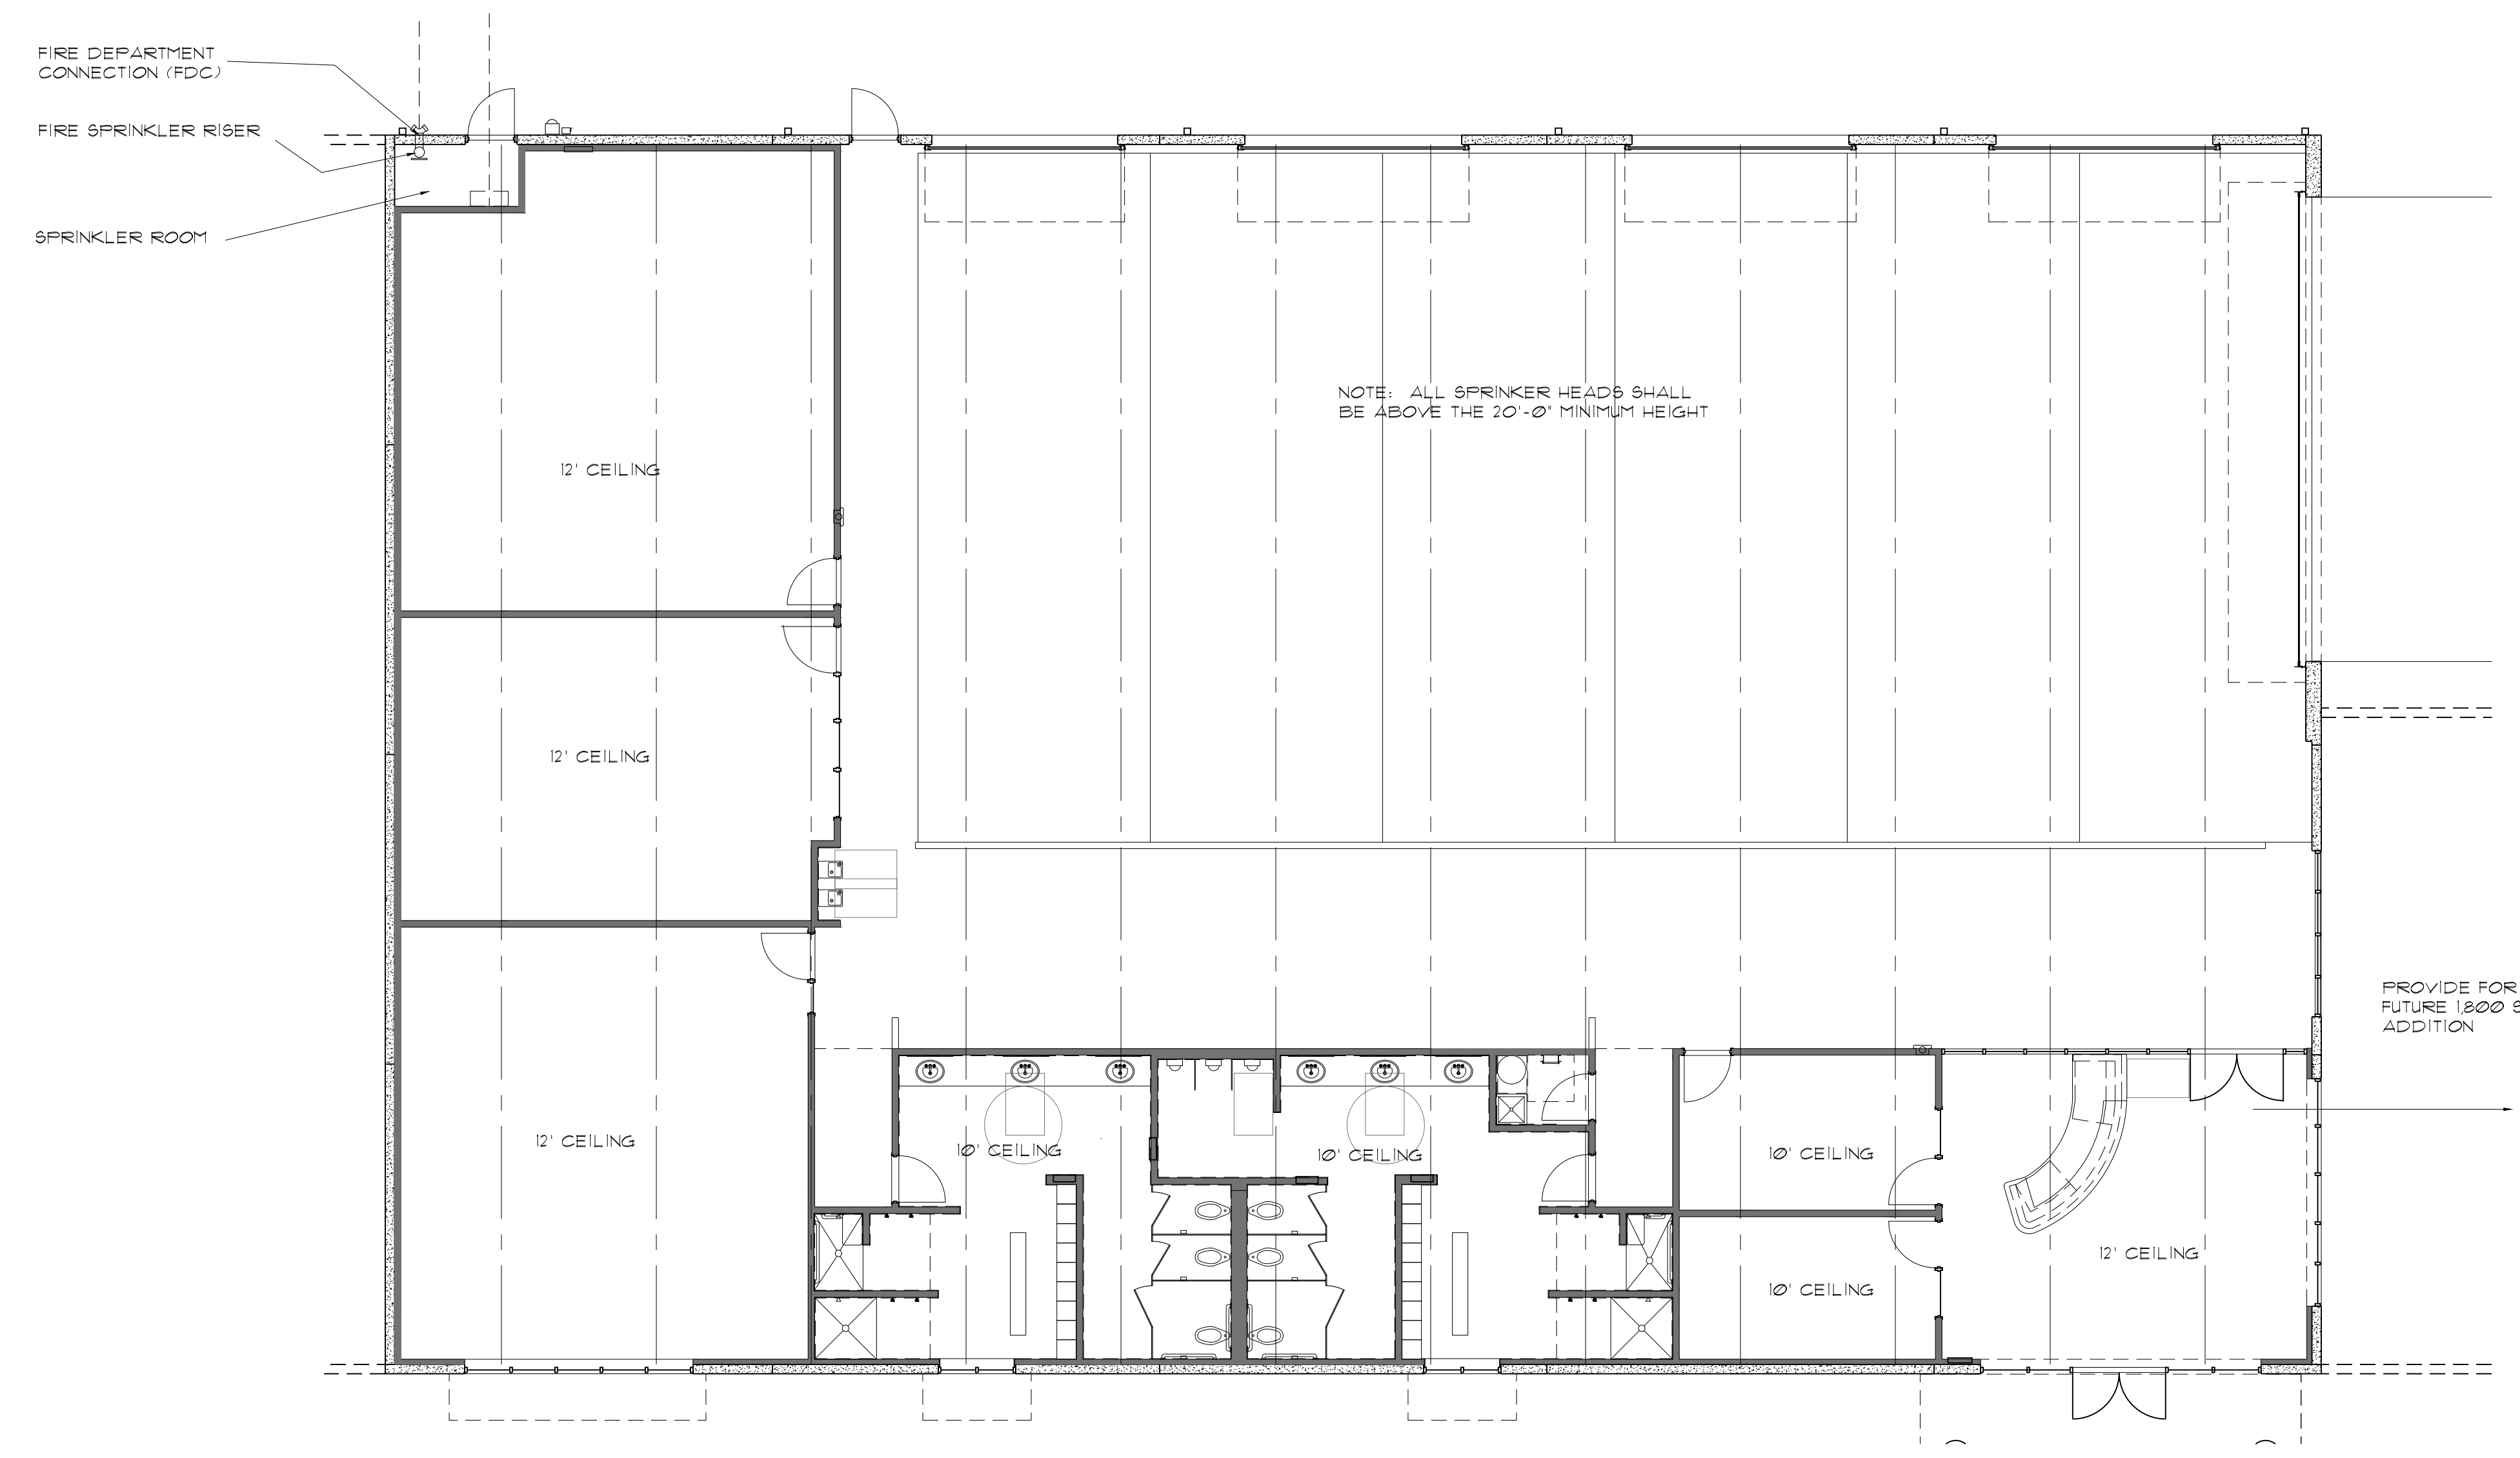 FIRE DEPARTMENT
CONNECTION (FDC)
FIRE SPRINKLER RISER
SPRINKLER ROOM
NOTE: ALL SPRINKER HEADS SHALL
BE ABOVE THE 20'-0" MINIMUM HEIGHT
12' CEILING
12' CEILING
PROVIDE FOR
FUTURE 1,800 S
ADDITION
12' CEILING
10' CEILING
10' CEILING
10' CEILING
12' CEILING
10' CEILING